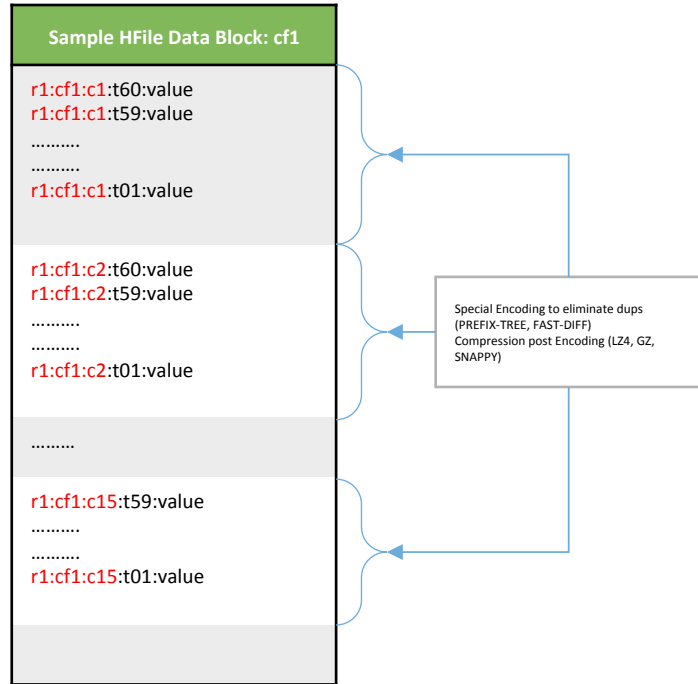 Sample HFile Data Block: cf1
r1:cf1:c1:t60:value
r1:cf1:c1:t59:value
……….
……….
r1:cf1:c1:t01:value
r1:cf1:c2:t60:value
r1:cf1:c2:t59:value
……….
……….
r1:cf1:c2:t01:value
………
r1:cf1:c15:t59:value
……….
……….
r1:cf1:c15:t01:value
Special Encoding to eliminate dups
(PREFIX-TREE, FAST-DIFF)
Compression post Encoding (LZ4, GZ,
SNAPPY)